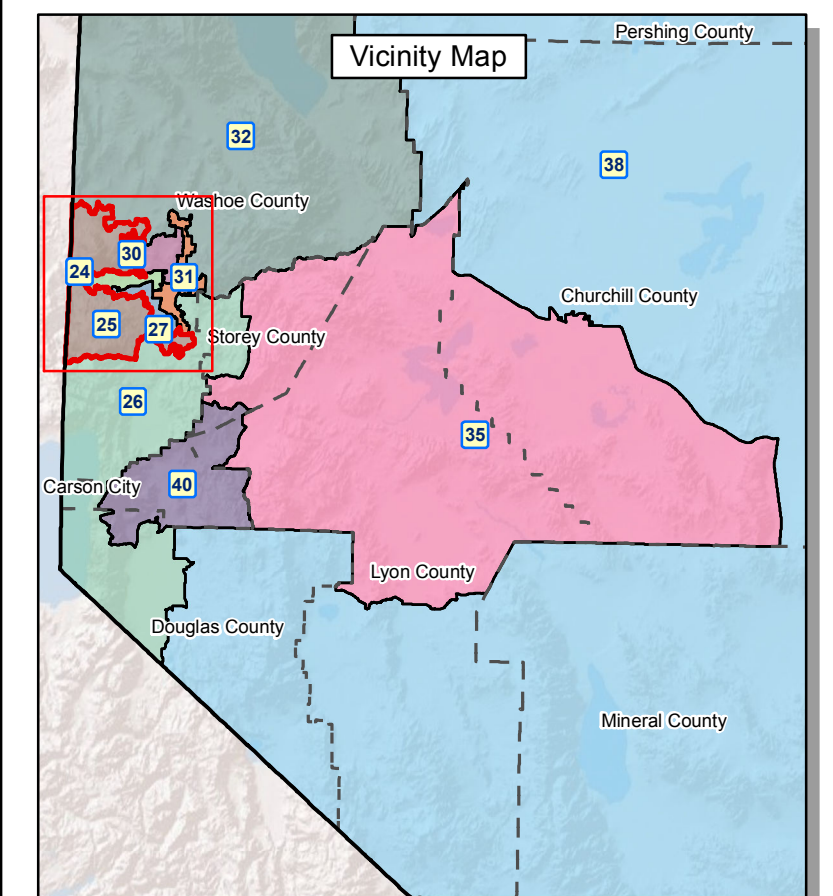 Pershing County
Vicinity Map
32
38
Washoe County
30
24
31
Churchill County
25
27
Storey County
26
35
40
Carson City
Lyon County
Douglas County
Mineral County